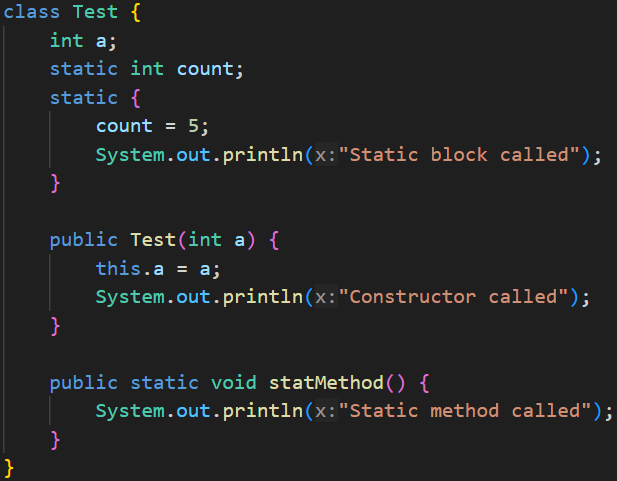 class Test {
    int a;
    static int count;
    static {
        count = 5;
        System.out.println(x:"Static block called");
    }

    public Test(int a) {
        this.a = a;
        System.out.println(x:"Constructor called");
    }

    public static void statMethod() {
        System.out.println(x:"Static method called");
    }
}